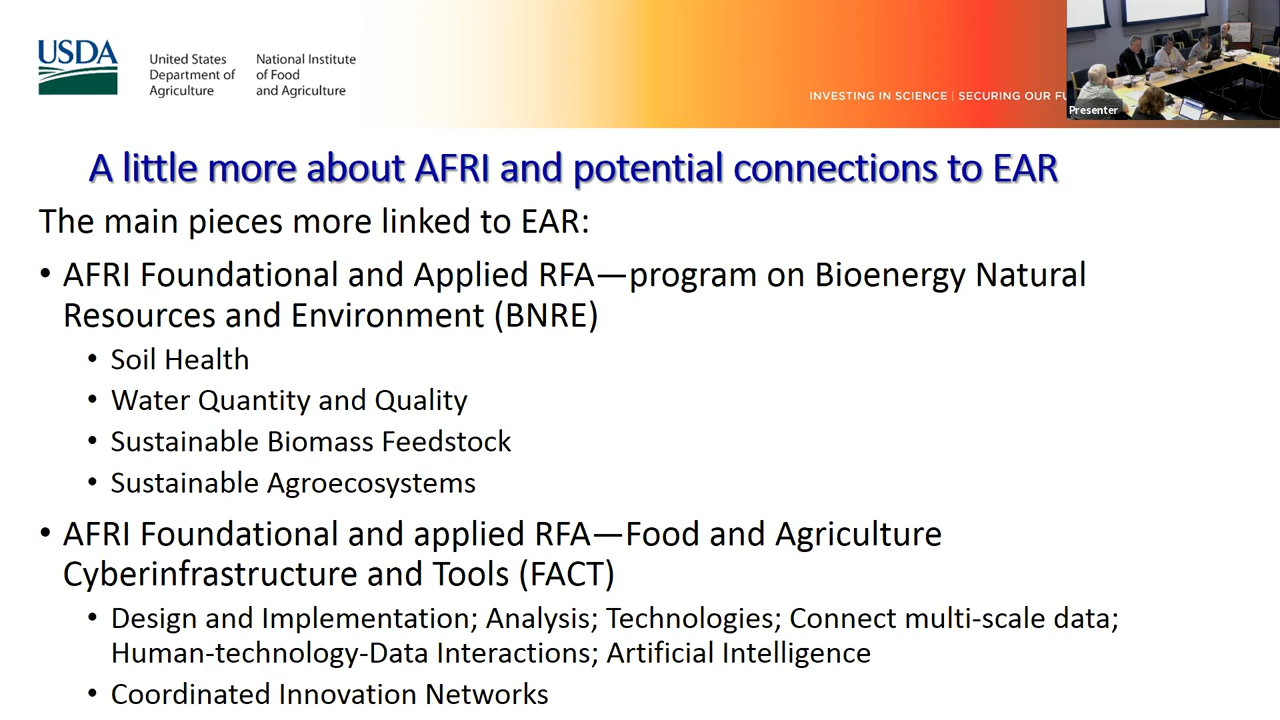 USDA
United States
Department of
Agriculture
National Institute
of Food
and Agriculture
INVESTING IN SCIENCE | SECURING OUR
Presenter
A little more about AFRI and potential connections to EAR
The main pieces more linked to EAR:
• AFRI Foundational and Applied RFA—program on Bioenergy Natural
Resources and Environment (BNRE)
• Soil Health
• Water Quantity and Quality
• Sustainable Biomass Feedstock
• Sustainable Agroecosystems
• AFRI Foundational and applied RFA—Food and Agriculture
Cyberinfrastructure and Tools (FACT)
• Design and Implementation; Analysis; Technologies; Connect multi-scale data;
Human-technology-Data Interactions; Artificial Intelligence
• Coordinated Innovation Networks